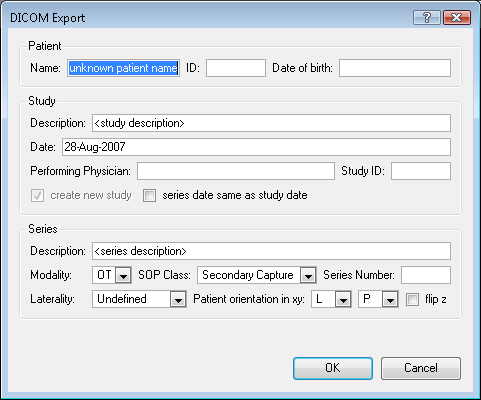 DICOM Export
Patient
Name: unknown patient name ID: Date of birth:
Study
Description: <study description>
Date: 28-Aug-2007
Performing Physician: Study ID:
create new study series date same as study date
Series
Description: <series description>
Modality: OT SOP Class: Secondary Capture Series Number:
Laterality: Undefined Patient orientation in xy: L P flip z
OK Cancel